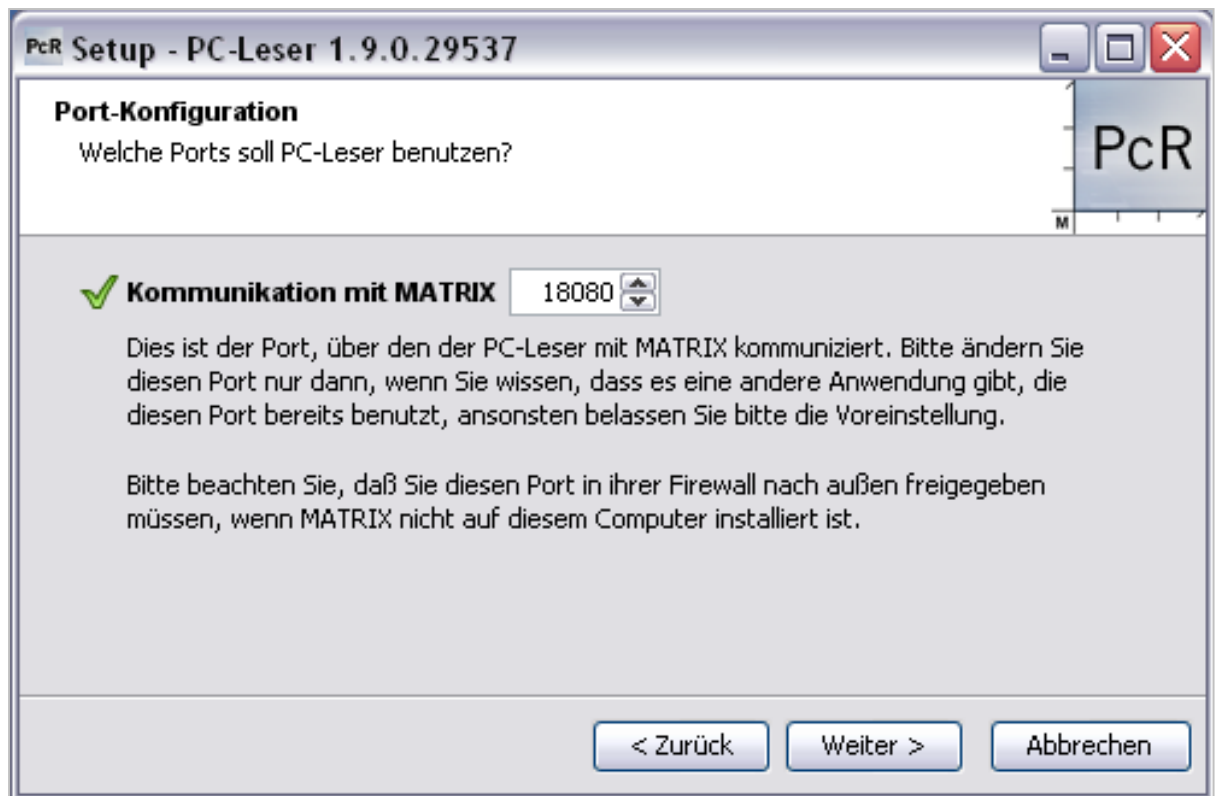 PcR Setup - PC-Leser 1.9.0.29537
Port-Konfiguration
Welche Ports soll PC-Leser benutzen?
PcR
M
Kommunikation mit MATRIX 18080
Dies ist der Port, über den der PC-Leser mit MATRIX kommuniziert. Bitte ändern Sie
diesen Port nur dann, wenn Sie wissen, dass es eine andere Anwendung gibt, die
diesen Port bereits benutzt, ansonsten belassen Sie bitte die Voreinstellung.
Bitte beachten Sie, daß Sie diesen Port in ihrer Firewall nach außen freigegeben
müssen, wenn MATRIX nicht auf diesem Computer installiert ist.
< Zurück Weiter > Abbrechen